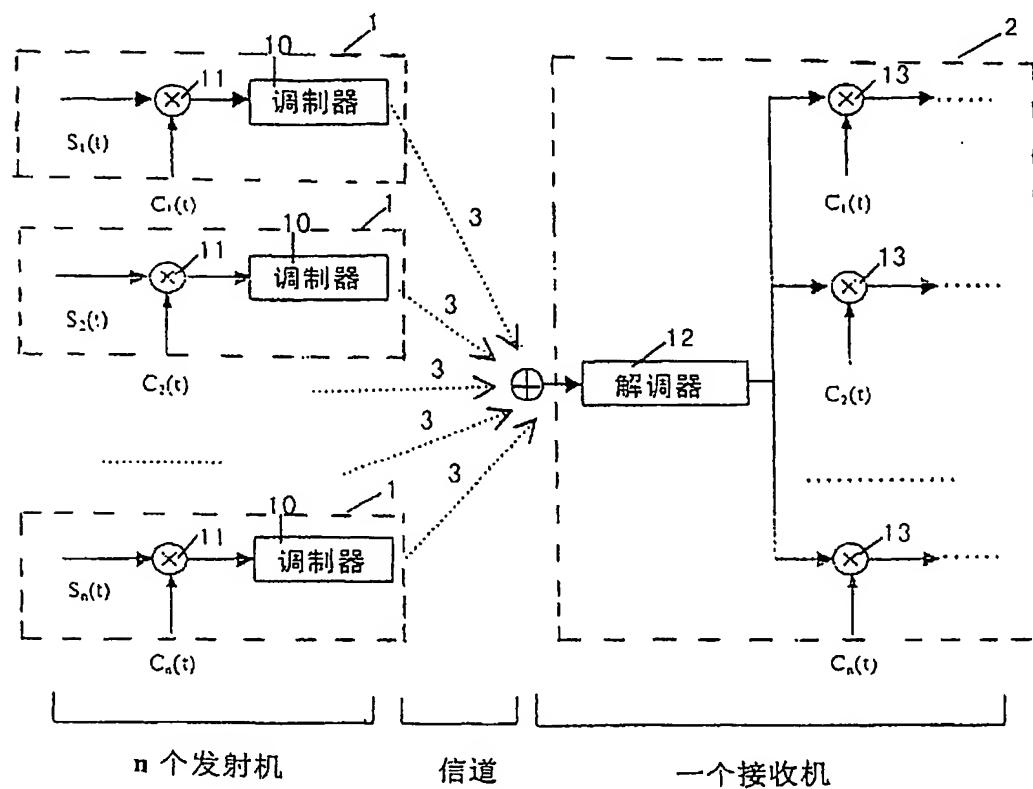 1
10
11
调制器
S₁(t)
C₁(t)
1
10
11
调制器
S₂(t)
C₂(t)
1
10
11
调制器
Sₙ(t)
Cₙ(t)
3
3
3
3
3
2
12
解调器
13
C₁(t)
13
C₂(t)
13
Cₙ(t)
n 个发射机
信道
一个接收机